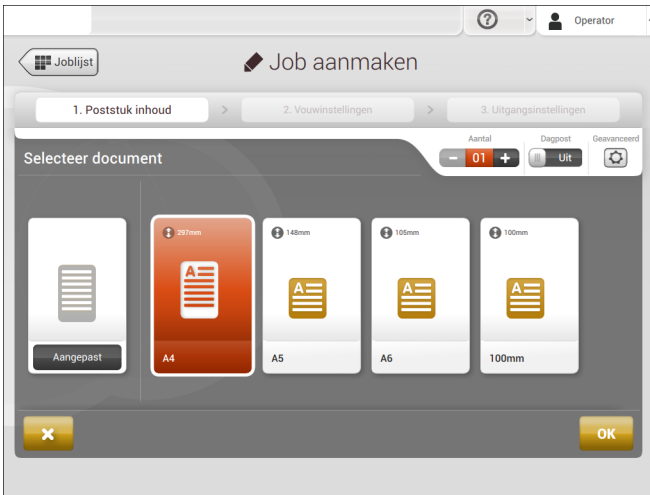 ?
Operator
Joblijst
Job aanmaken
1. Poststuk inhoud > 2. Vouwinstellingen > 3. Uitgangsinstellingen
Selecteer document
Aantal
Dagpost
Geavanceerd
- 01 +
Uit
297mm
148mm
105mm
100mm
A
A
A
A
Aangepast
A4
A5
A6
100mm
OK